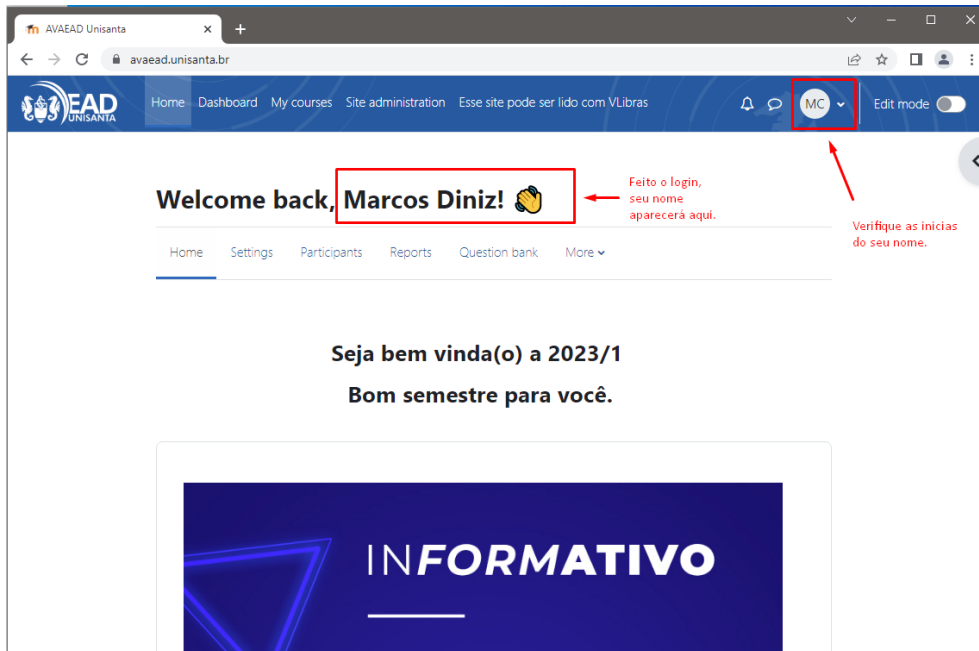 AVAEAD Unisanta
avaead.unisanta.br
EAD
UNISANTA
Home Dashboard My courses Site administration Esse site pode ser lido com VLibras MC Edit mode
Welcome back, Marcos Diniz! 👏
Feito o login,
seu nome
aparecerá aqui.
Verifique as inicias
do seu nome.
Home Settings Participants Reports Question bank More
Seja bem vinda(o) a 2023/1
Bom semestre para você.
INFORMATIVO